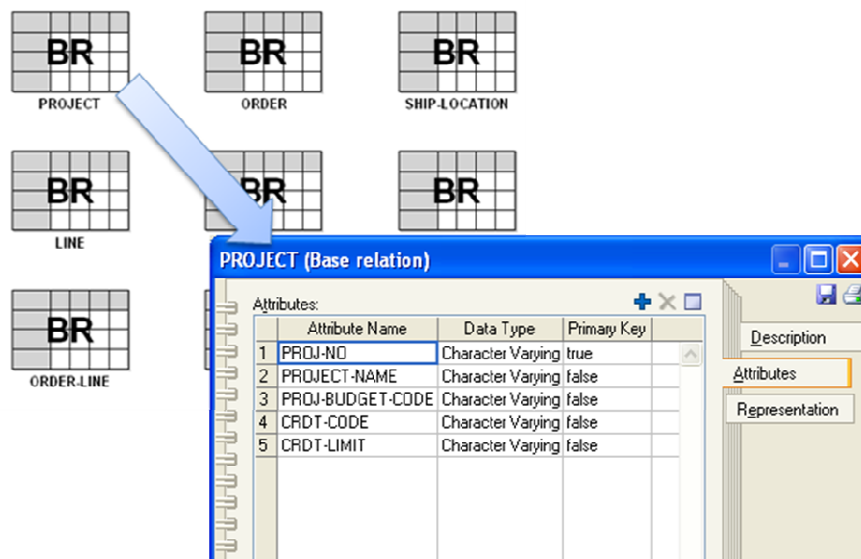 BR BR BR
PROJECT ORDER SHIP-LOCATION
BR BR BR
LINE
BR
ORDER-LINE
PROJECT (Base relation)
Attributes:
Attribute Name Data Type Primary Key
1 PROJ-NO Character Varying true
2 PROJECT-NAME Character Varying false
3 PROJ-BUDGET-CODE Character Varying false
4 CRDT-CODE Character Varying false
5 CRDT-LIMIT Character Varying false
Description
Attributes
Representation